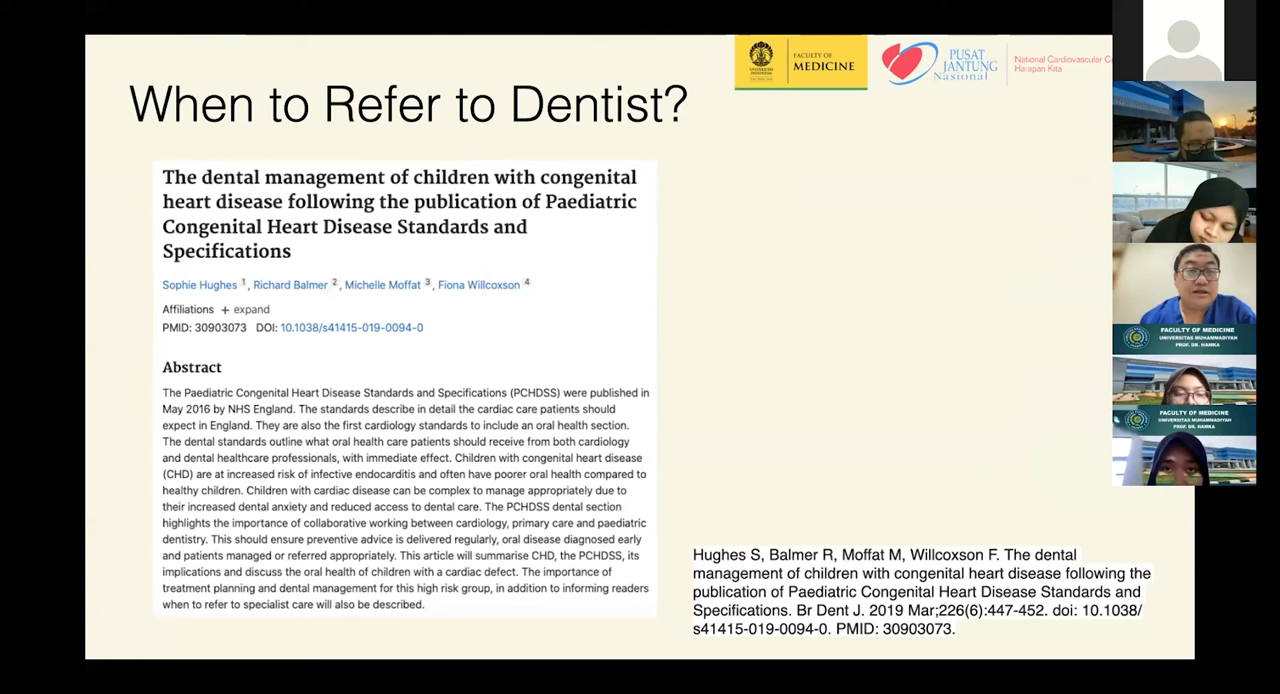 UNIVERSITAS
INDONESIA
FACULTY OF
MEDICINE
PUSAT
JANTUNG
Nasional
National Cardiovascular Ce
Harapan Kita
When to Refer to Dentist?
The dental management of children with congenital
heart disease following the publication of Paediatric
Congenital Heart Disease Standards and
Specifications
Sophie Hughes 1, Richard Balmer 2, Michelle Moffat 3, Fiona Willcoxson 4
Affiliations + expand
PMID: 30903073 DOI: 10.1038/s41415-019-0094-0
Abstract
The Paediatric Congenital Heart Disease Standards and Specifications (PCHDSS) were published in
May 2016 by NHS England. The standards describe in detail the cardiac care patients should
expect in England. They are also the first cardiology standards to include an oral health section.
The dental standards outline what oral health care patients should receive from both cardiology
and dental healthcare professionals, with immediate effect. Children with congenital heart disease
(CHD) are at increased risk of infective endocarditis and often have poorer oral health compared to
healthy children. Children with cardiac disease can be complex to manage appropriately due to
their increased dental anxiety and reduced access to dental care. The PCHDSS dental section
highlights the importance of collaborative working between cardiology, primary care and paediatric
dentistry. This should ensure preventive advice is delivered regularly, oral disease diagnosed early
and patients managed or referred appropriately. This article will summarise CHD, the PCHDSS, its
implications and discuss the oral health of children with a cardiac defect. The importance of
treatment planning and dental management for this high risk group, in addition to informing readers
when to refer to specialist care will also be described.
Hughes S, Balmer R, Moffat M, Willcoxson F. The dental
management of children with congenital heart disease following the
publication of Paediatric Congenital Heart Disease Standards and
Specifications. Br Dent J. 2019 Mar;226(6):447-452. doi: 10.1038/
s41415-019-0094-0. PMID: 30903073.
FACULTY OF MEDICINE
UNIVERSITAS MUHAMMADIYAH
PROF. DR. HAMKA
FACULTY OF MEDICINE
UNIVERSITAS MUHAMMADIYAH
PROF. DR. HAMKA